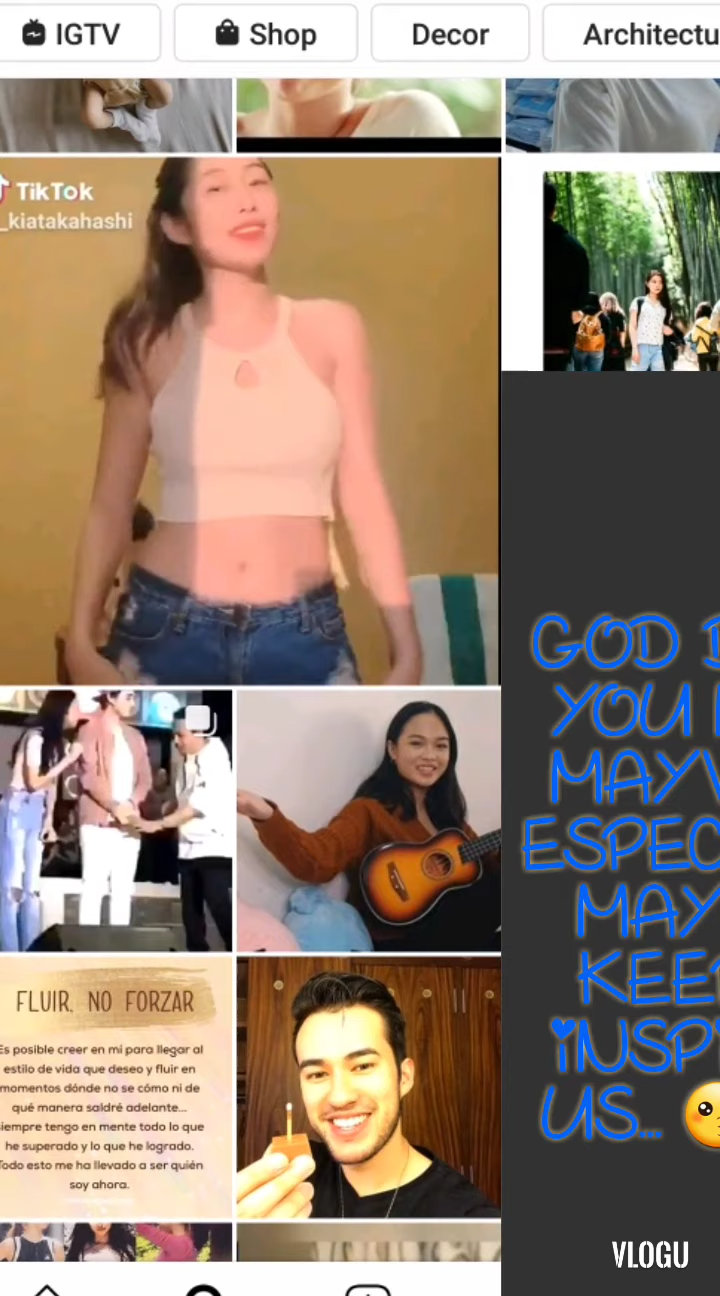 IGTV
Shop
Decor
Architectu
TikTok
_kiatakahashi
GOD
YOU
MAY
ESPEC
MAY
KEE
iNSP
US...
FLUIR, NO FORZAR
Es posible creer en mí para llegar al
estilo de vida que deseo y fluir en
momentos dónde no se cómo ni de
qué manera saldré adelante...
iempre tengo en mente todo lo que
he superado y lo que he logrado.
Todo esto me ha llevado a ser quién
soy ahora.
VLOGU